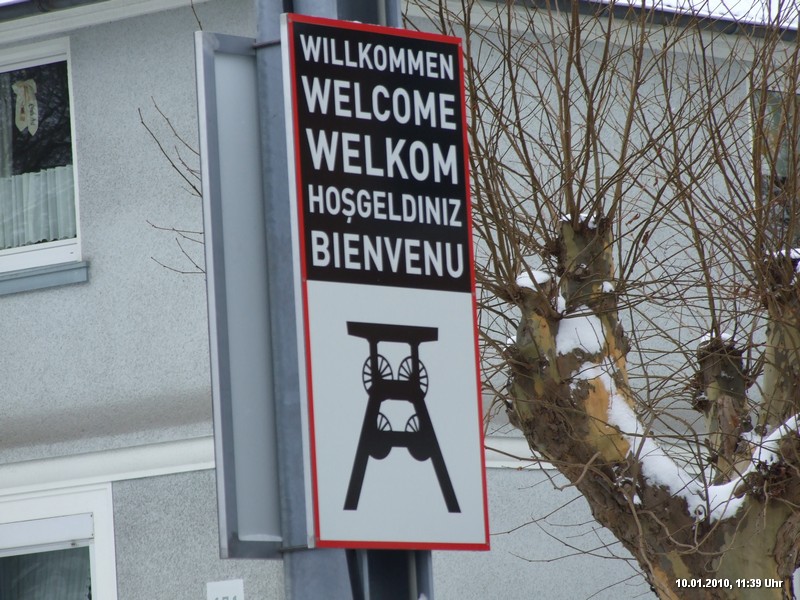 WILLKOMMEN
WELCOME
WELKOM
HOŞGELDINIZ
BIENVENU
10.01.2010, 11:39 Uhr